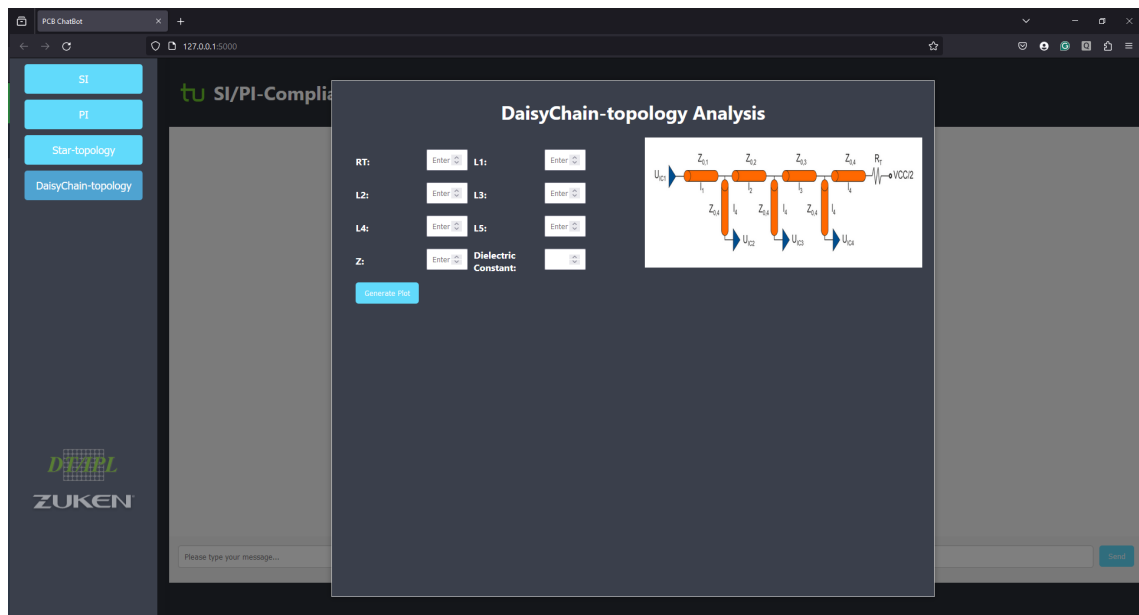 PCB ChatBot
127.0.0.1:5000
SI
PI
Star-topology
DaisyChain-topology
tu SI/PI-Complia
DaisyChain-topology Analysis
RT: Enter L1: Enter
L2: Enter L3: Enter
L4: Enter L5: Enter
Z: Enter Dielectric
Constant:
Generate Plot
Z0,1 Z0,2 Z0,3 Z0,4 RT
UIC1 VCC/2
l1 l2 l3 l4
Z0,4 l4 Z0,4 l4 Z0,4 l4
UIC2 UIC3 UIC4
ZUKEN
Please type your message...
Send